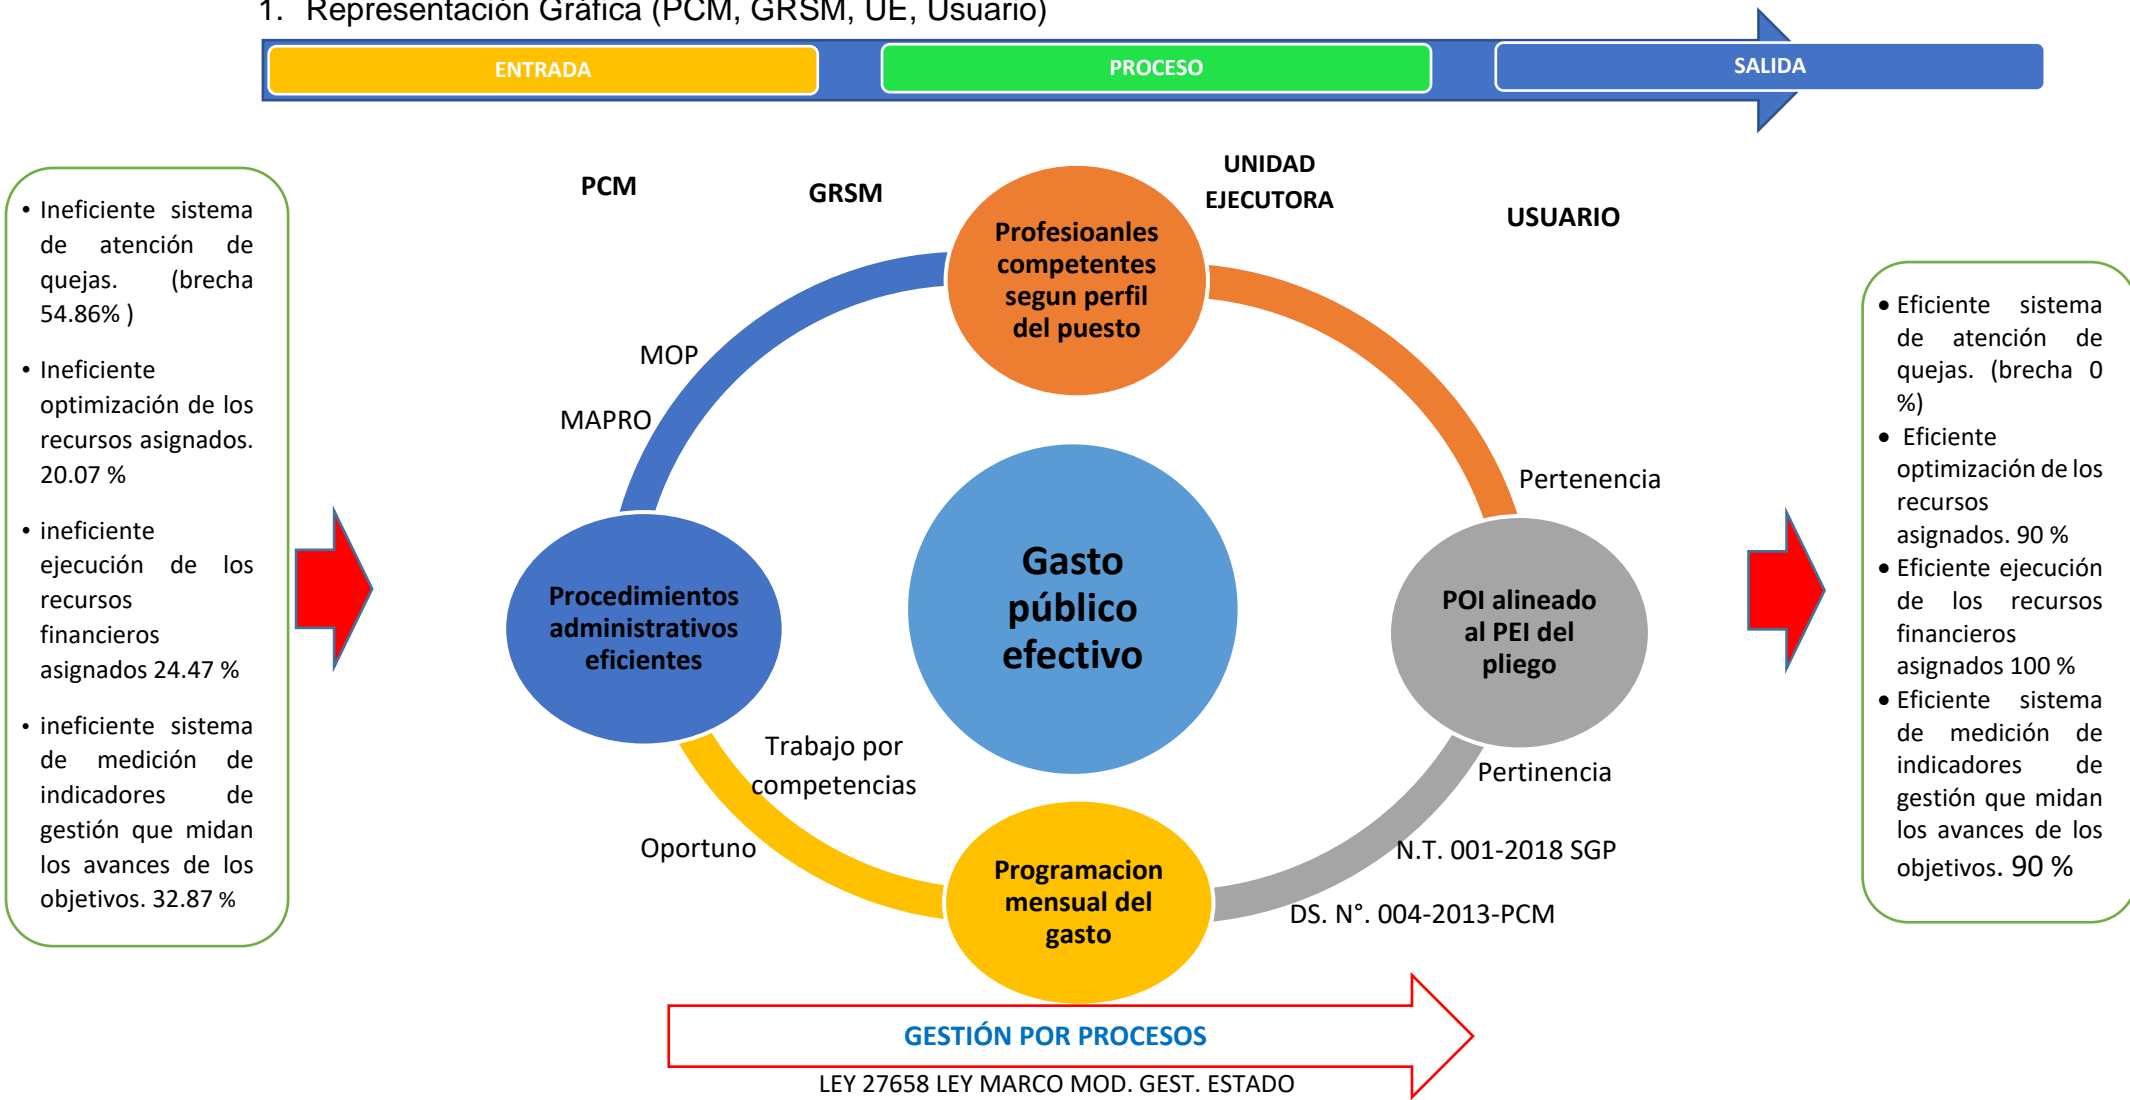 1. Representación Gráfica (PCM, GRSM, UE, Usuario)
ENTRADA
PROCESO
SALIDA
• Ineficiente sistema
de atención de
quejas. (brecha
54.86% )
• Ineficiente
optimización de los
recursos asignados.
20.07 %
• ineficiente
ejecución de los
recursos
financieros
asignados 24.47 %
• ineficiente sistema
de medición de
indicadores de
gestión que midan
los avances de los
objetivos. 32.87 %
PCM
GRSM
UNIDAD
EJECUTORA
USUARIO
Profesioanles
competentes
segun perfil
del puesto
MOP
MAPRO
Pertenencia
Procedimientos
administrativos
eficientes
Gasto
público
efectivo
POI alineado
al PEI del
pliego
Trabajo por
competencias
Oportuno
Pertinencia
N.T. 001-2018 SGP
DS. N°. 004-2013-PCM
Programacion
mensual del
gasto
GESTIÓN POR PROCESOS
LEY 27658 LEY MARCO MOD. GEST. ESTADO
• Eficiente sistema
de atención de
quejas. (brecha 0
%)
• Eficiente
optimización de los
recursos
asignados. 90 %
• Eficiente ejecución
de los recursos
financieros
asignados 100 %
• Eficiente sistema
de medición de
indicadores de
gestión que midan
los avances de los
objetivos. 90 %